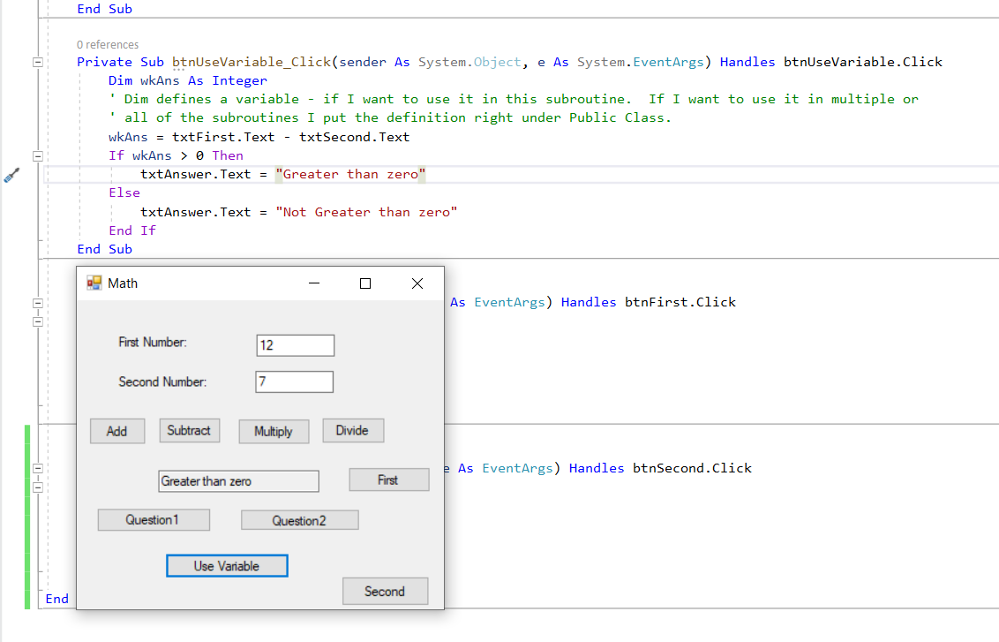 End Sub
0 references
Private Sub btnUseVariable_Click(sender As System.Object, e As System.EventArgs) Handles btnUseVariable.Click
Dim wkAns As Integer
' Dim defines a variable - if I want to use it in this subroutine.  If I want to use it in multiple or
' all of the subroutines I put the definition right under Public Class.
wkAns = txtFirst.Text - txtSecond.Text
If wkAns > 0 Then
txtAnswer.Text = "Greater than zero"
Else
txtAnswer.Text = "Not Greater than zero"
End If
End Sub
Math
As EventArgs) Handles btnFirst.Click
First Number:
12
Second Number:
7
Add Subtract Multiply Divide
e As EventArgs) Handles btnSecond.Click
Greater than zero First
Question1 Question2
Use Variable
Second
End